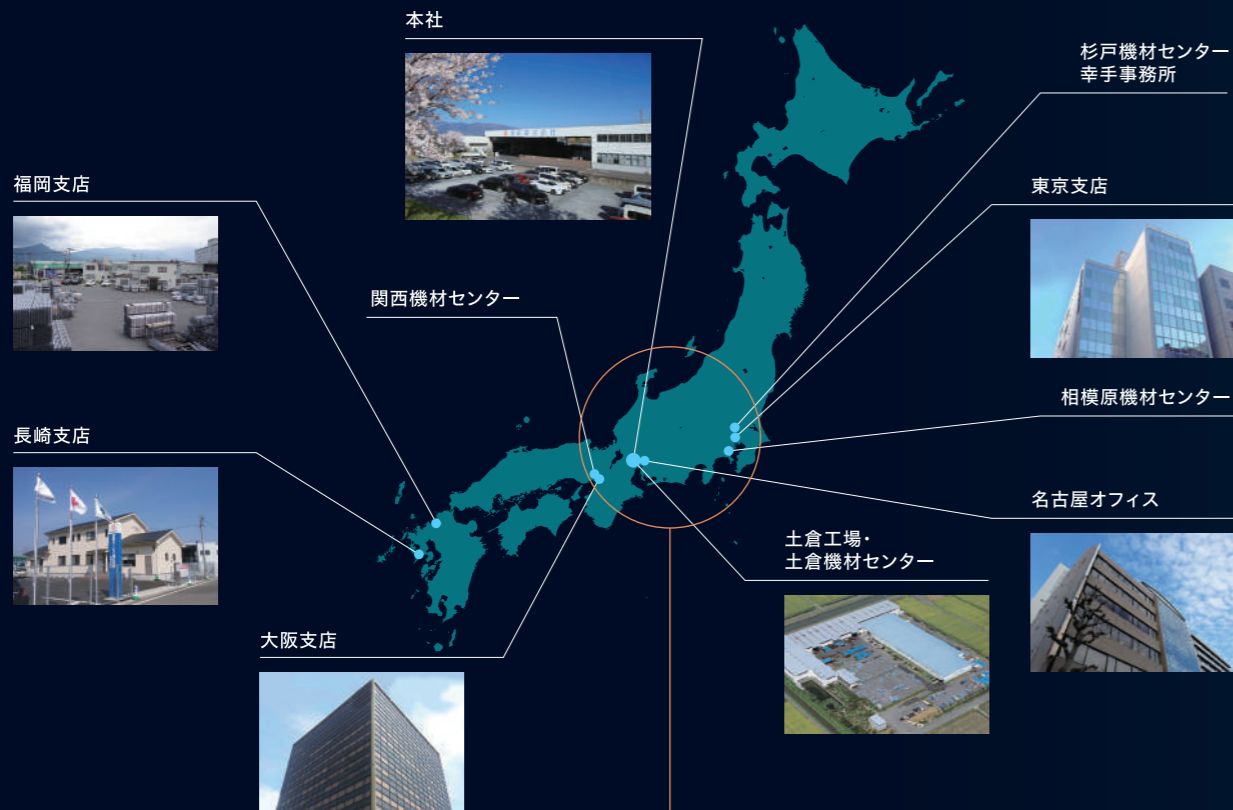 本社
杉戸機材センター
幸手事務所
福岡支店
東京支店
関西機材センター
相模原機材センター
長崎支店
名古屋オフィス
土倉工場・
土倉機材センター
大阪支店